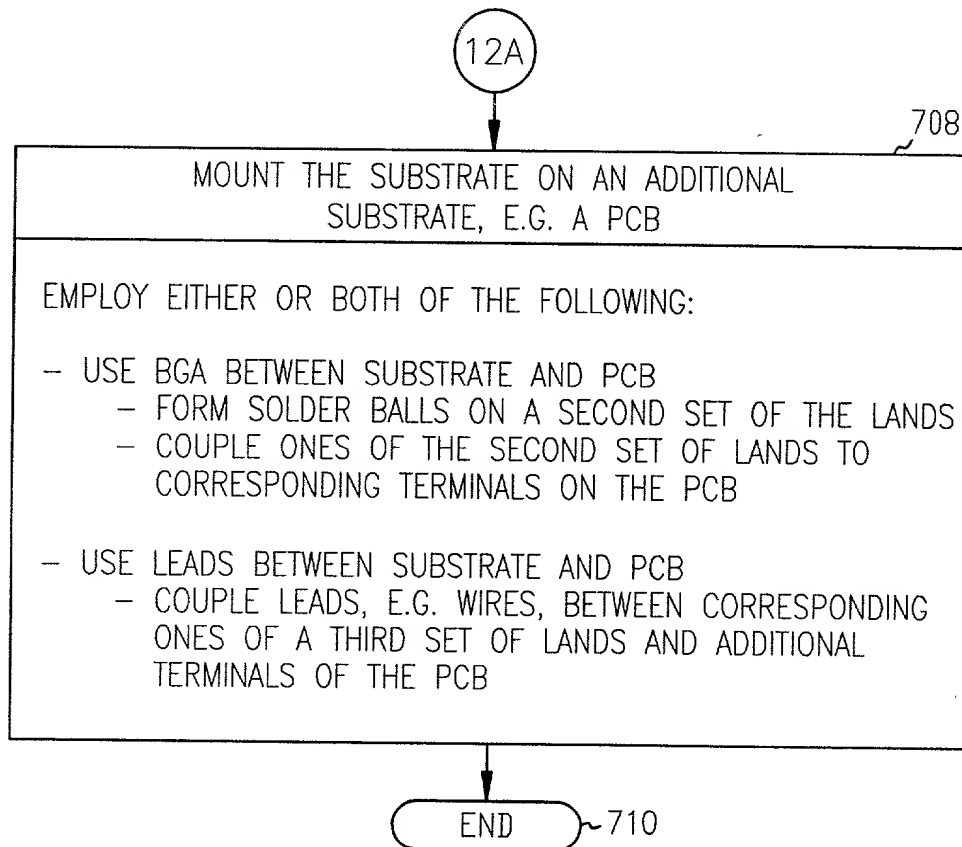 12A
708
MOUNT THE SUBSTRATE ON AN ADDITIONAL
SUBSTRATE, E.G. A PCB
EMPLOY EITHER OR BOTH OF THE FOLLOWING:
– USE BGA BETWEEN SUBSTRATE AND PCB
– FORM SOLDER BALLS ON A SECOND SET OF THE LANDS
– COUPLE ONES OF THE SECOND SET OF LANDS TO
CORRESPONDING TERMINALS ON THE PCB
– USE LEADS BETWEEN SUBSTRATE AND PCB
– COUPLE LEADS, E.G. WIRES, BETWEEN CORRESPONDING
ONES OF A THIRD SET OF LANDS AND ADDITIONAL
TERMINALS OF THE PCB
END
710